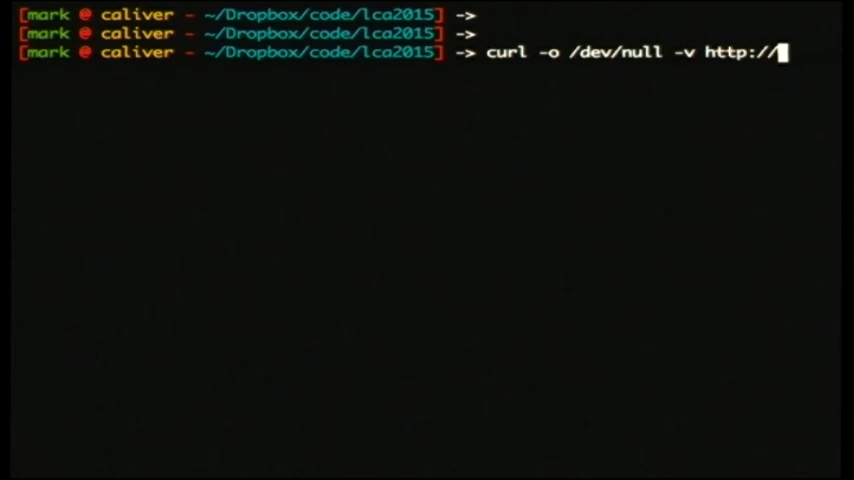 [mark @ caliver - ~/Dropbox/code/lca2015] ->
[mark @ caliver - ~/Dropbox/code/lca2015] ->
[mark @ caliver - ~/Dropbox/code/lca2015] -> curl -o /dev/null -v http://